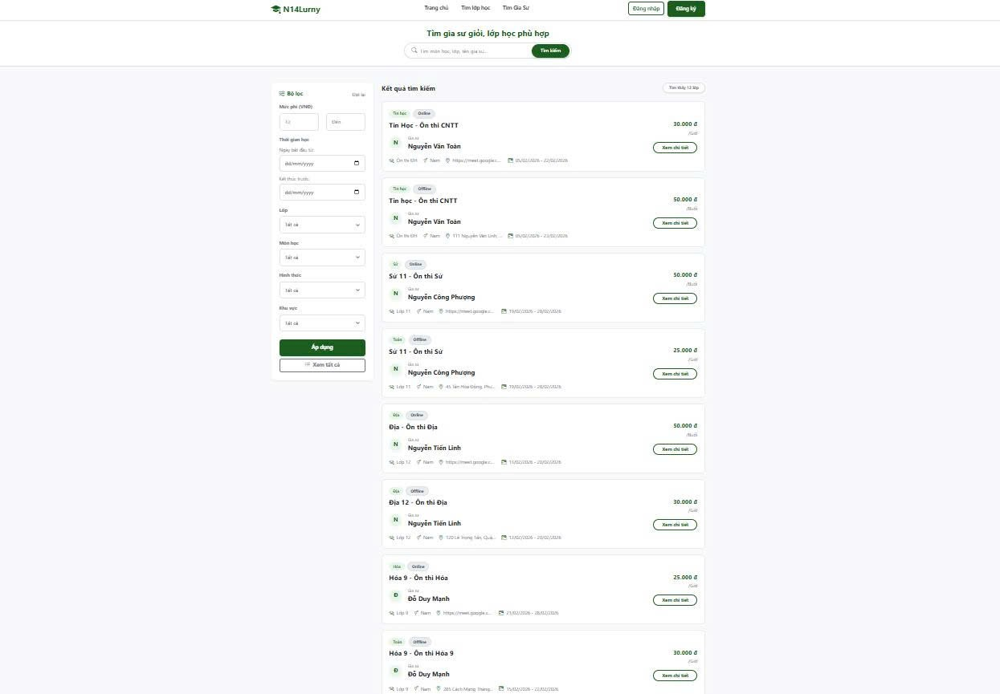 N14Lurny
Trang chủ Tìm lớp học Tìm Gia Sư
Đăng nhập Đăng ký
Tìm gia sư giỏi, lớp học phù hợp
Tìm môn học, lớp, tên gia sư... Tìm kiếm
Bộ lọc Đặt lại
Mức phí (VNĐ)
Từ Đến
Thời gian học
Ngày bắt đầu từ:
dd/mm/yyyy
Kết thúc trước:
dd/mm/yyyy
Lớp
Tất cả
Môn học
Tất cả
Hình thức
Tất cả
Khu vực
Tất cả
Áp dụng
Xem tất cả
Kết quả tìm kiếm Tìm thấy 12 lớp
Tin học Online
Tin Học - Ôn thi CNTT 30.000 đ
/Giờ
N Gia sư
Nguyễn Văn Toàn Xem chi tiết
Ôn thi ĐH Nam https://meet.google.c... 05/02/2026 - 22/02/2026
Tin học Offline
Tin học - Ôn thi CNTT 50.000 đ
/Buổi
N Gia sư
Nguyễn Văn Toàn Xem chi tiết
Ôn thi ĐH Nam 111 Nguyễn Văn Linh, ... 05/02/2026 - 23/02/2026
Sử Online
Sử 11 - Ôn thi Sử 50.000 đ
/Buổi
N Gia sư
Nguyễn Công Phượng Xem chi tiết
Lớp 11 Nam https://meet.google.c... 19/02/2026 - 28/02/2026
Toán Offline
Sử 11 - Ôn thi Sử 25.000 đ
/Giờ
N Gia sư
Nguyễn Công Phượng Xem chi tiết
Lớp 11 Nam 45 Tân Hòa Đông, Phư... 19/02/2026 - 28/02/2026
Địa Online
Địa - Ôn thi Địa 50.000 đ
/Buổi
N Gia sư
Nguyễn Tiến Linh Xem chi tiết
Lớp 12 Nam https://meet.google.c... 13/02/2026 - 20/02/2026
Địa Offline
Địa 12 - Ôn thi Địa 30.000 đ
/Giờ
N Gia sư
Nguyễn Tiến Linh Xem chi tiết
Lớp 12 Nam 120 Lê Trọng Tấn, Quậ... 13/02/2026 - 20/02/2026
Hóa Online
Hóa 9 - Ôn thi Hóa 25.000 đ
/Giờ
Đ Gia sư
Đỗ Duy Mạnh Xem chi tiết
Lớp 9 Nam https://meet.google.c... 21/02/2026 - 28/02/2026
Toán Offline
Hóa 9 - Ôn thi Hóa 9 30.000 đ
/Giờ
Đ Gia sư
Đỗ Duy Mạnh Xem chi tiết
Lớp 9 Nam 285 Cách Mạng Tháng... 15/02/2026 - 22/02/2026